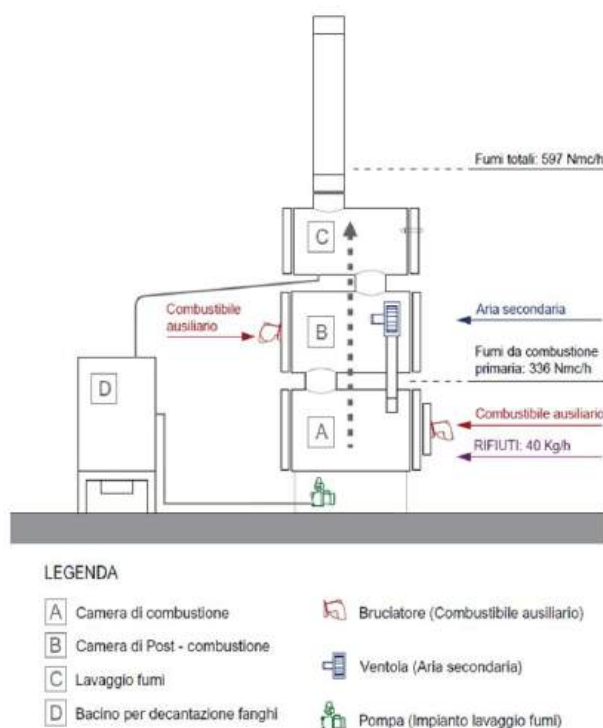 Fumi totali: 597 Nmc/h
C
Combustibile
ausiliario
B
Aria secondaria
Fumi da combustione
primaria: 336 Nmc/h
D
A
Combustibile ausiliario
RIFIUTI: 40 Kg/h
LEGENDA
A Camera di combustione
B Camera di Post - combustione
C Lavaggio fumi
D Bacino per decantazione fanghi
Bruciatore (Combustibile ausiliario)
Ventola (Aria secondaria)
Pompa (Impianto lavaggio fumi)